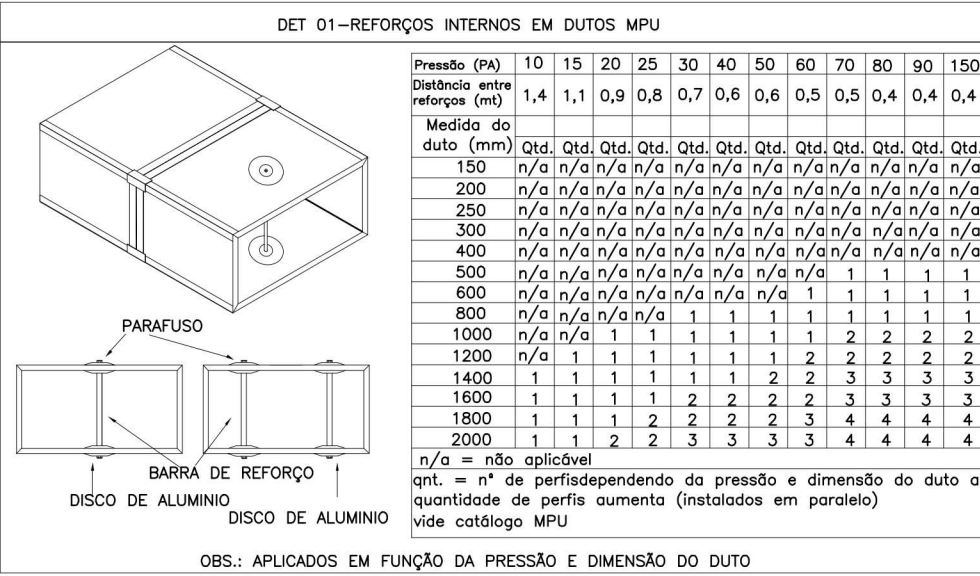 DET 01-REFORÇOS INTERNOS EM DUTOS MPU
Pressão (PA) 10 15 20 25 30 40 50 60 70 80 90 150
Distância entre
reforços (mt) 1,4 1,1 0,9 0,8 0,7 0,6 0,6 0,5 0,5 0,4 0,4 0,4
Medida do
duto (mm) Qtd. Qtd. Qtd. Qtd. Qtd. Qtd. Qtd. Qtd. Qtd. Qtd. Qtd. Qtd.
150 n/a n/a n/a n/a n/a n/a n/a n/a n/a n/a n/a n/a
200 n/a n/a n/a n/a n/a n/a n/a n/a n/a n/a n/a n/a
250 n/a n/a n/a n/a n/a n/a n/a n/a n/a n/a n/a n/a
300 n/a n/a n/a n/a n/a n/a n/a n/a n/a n/a n/a n/a
400 n/a n/a n/a n/a n/a n/a n/a n/a n/a n/a n/a n/a
500 n/a n/a n/a n/a n/a n/a n/a n/a 1 1 1 1
600 n/a n/a n/a n/a n/a n/a n/a 1 1 1 1 1
800 n/a n/a n/a n/a 1 1 1 1 1 1 1 1
1000 n/a n/a 1 1 1 1 1 1 2 2 2 2
1200 n/a 1 1 1 1 1 1 2 2 2 2 2
1400 1 1 1 1 1 1 2 2 3 3 3 3
1600 1 1 1 1 2 2 2 2 3 3 3 3
1800 1 1 1 2 2 2 2 3 4 4 4 4
2000 1 1 2 2 3 3 3 3 4 4 4 4
n/a = não aplicável
qnt. = nº de perfisdependendo da pressão e dimensão do duto a
quantidade de perfis aumenta (instalados em paralelo)
vide catálogo MPU
PARAFUSO
BARRA DE REFORÇO
DISCO DE ALUMINIO
DISCO DE ALUMINIO
OBS.: APLICADOS EM FUNÇÃO DA PRESSÃO E DIMENSÃO DO DUTO